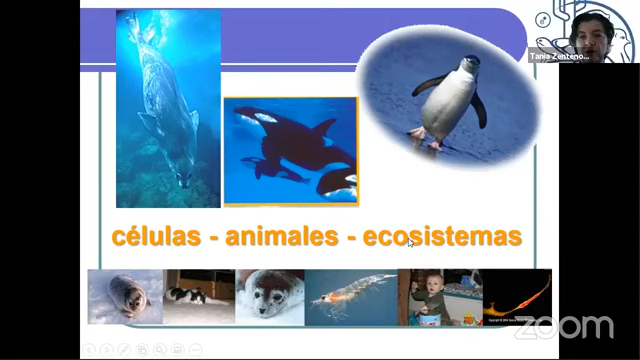 Tania Zenteno...
células - animales - ecosistemas
zoom